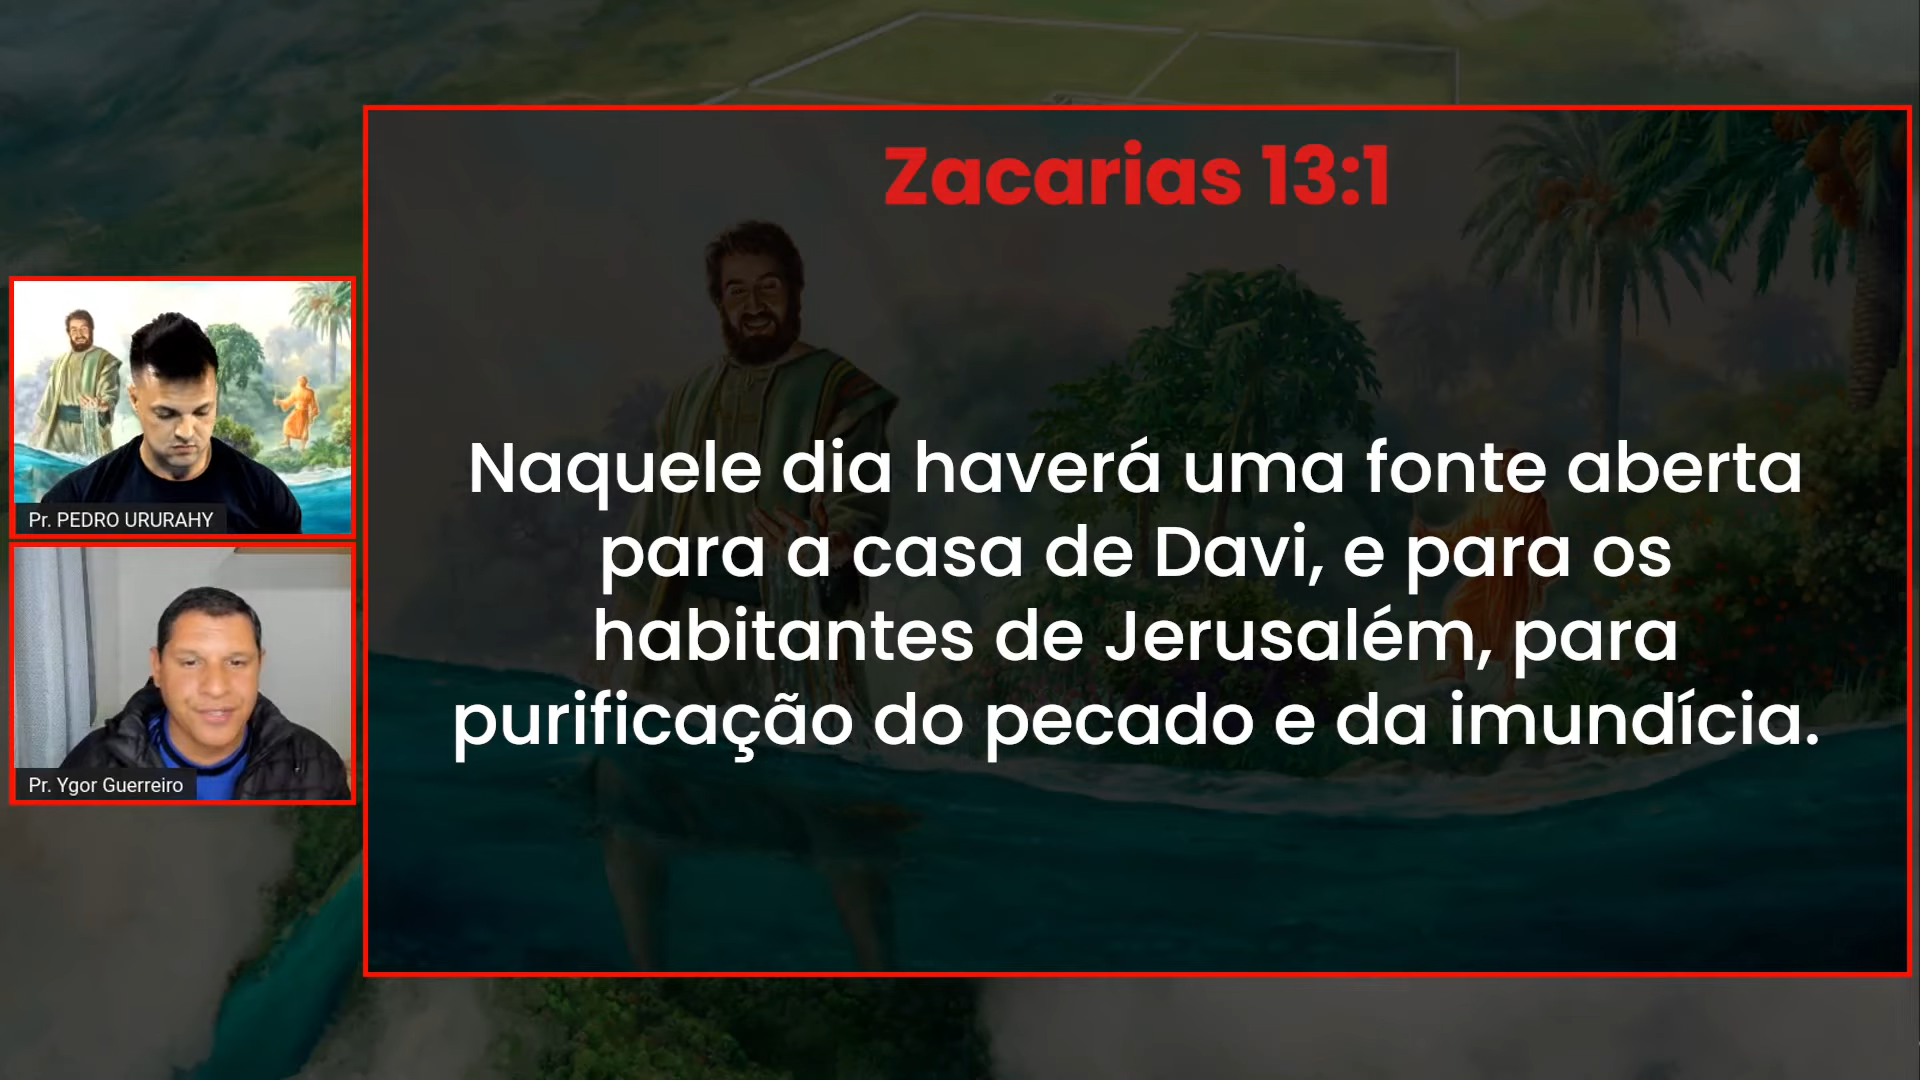 Zacarias 13:1
Naquele dia haverá uma fonte aberta
para a casa de Davi, e para os
habitantes de Jerusalém, para
purificação do pecado e da imundícia.
Pr. PEDRO URURAHY
Pr. Ygor Guerreiro